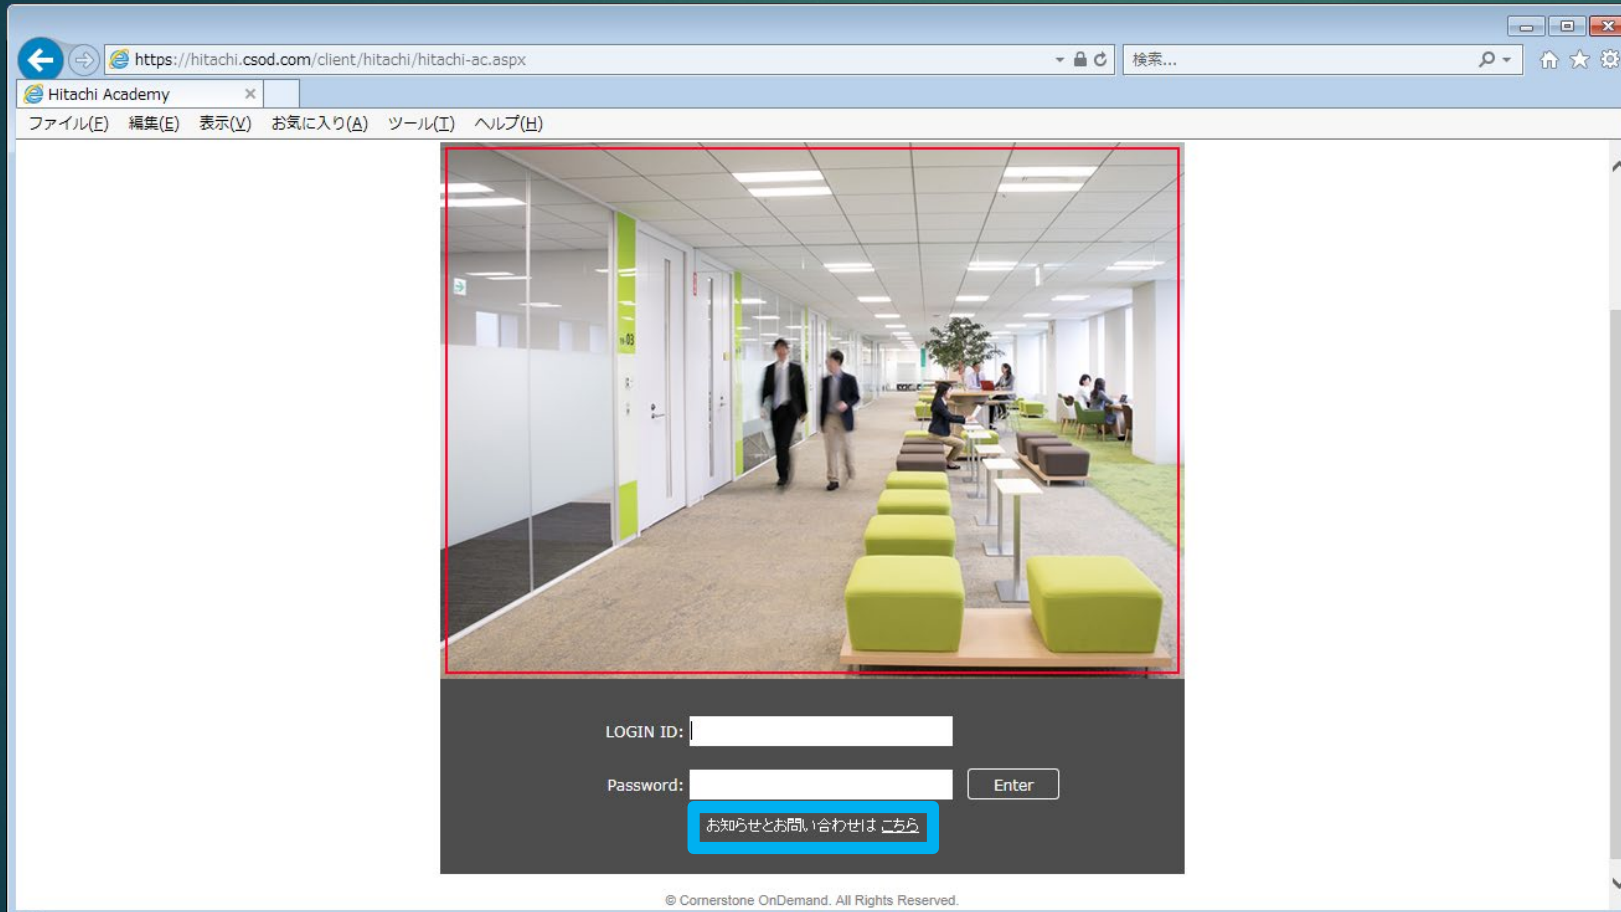 https://hitachi.csod.com/client/hitachi/hitachi-ac.aspx
検索...
Hitachi Academy
ファイル(F) 編集(E) 表示(V) お気に入り(A) ツール(T) ヘルプ(H)
03
LOGIN ID:
Password:
Enter
お知らせとお問い合わせは こちら
© Cornerstone OnDemand. All Rights Reserved.